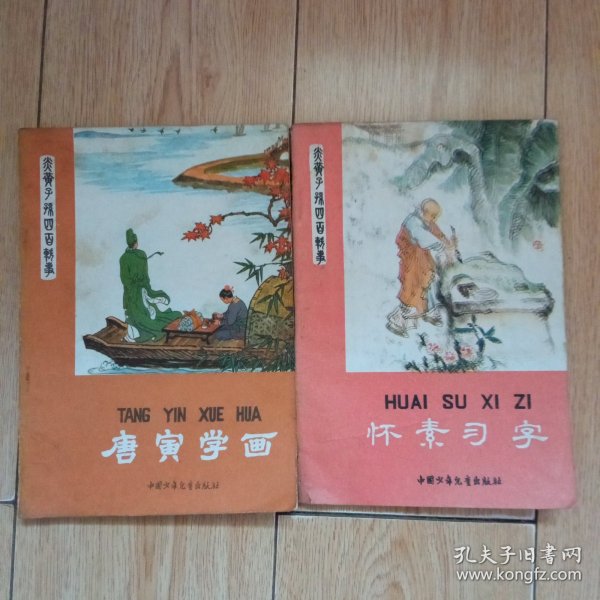 炎黄子孙四百轶事
TANG YIN XUE HUA
唐寅学画
中国少年儿童出版社
炎黄子孙四百轶事
HUAI SU XI ZI
怀素习字
中国少年儿童出版社
孔夫子旧书网
www.kongfz.com